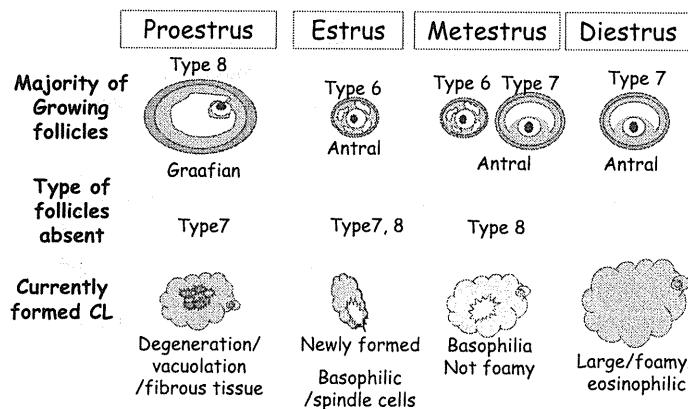 Proestrus Estrus Metestrus Diestrus
Majority of Growing follicles
Type 8
Graafian
Type 6
Antral
Type 6 Type 7
Antral
Type 7
Antral
Type of follicles absent
Type7
Type7, 8
Type 8
Currently formed CL
Degeneration/
vacuolation
/fibrous tissue
Newly formed
Basophilic
/spindle cells
Basophilia
Not foamy
Large/foamy/
eosinophilic